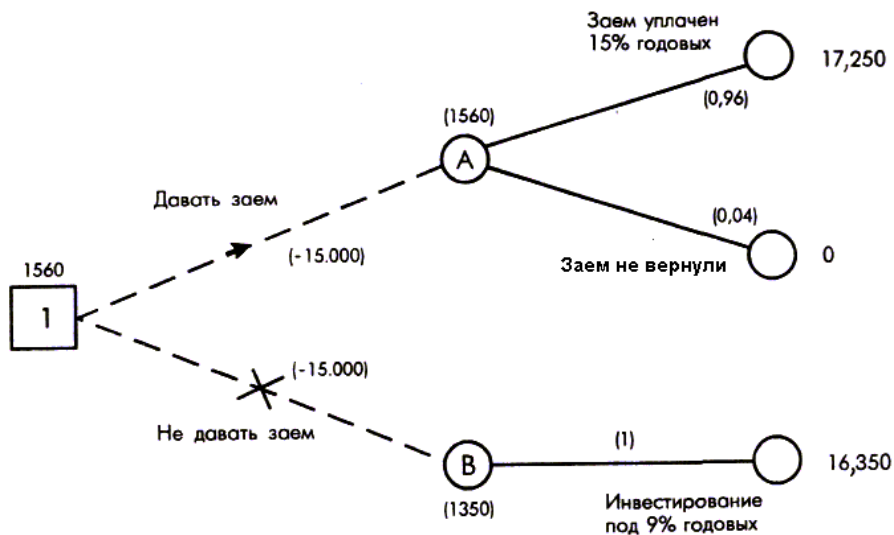 Заем уплачен
15% годовых
17,250
(0,96)
(1560)
A
Давать заем
(-15.000)
(0,04)
Заем не вернули
0
1560
1
(-15.000)
Не давать заем
B
(1350)
(1)
16,350
Инвестирование
под 9% годовых